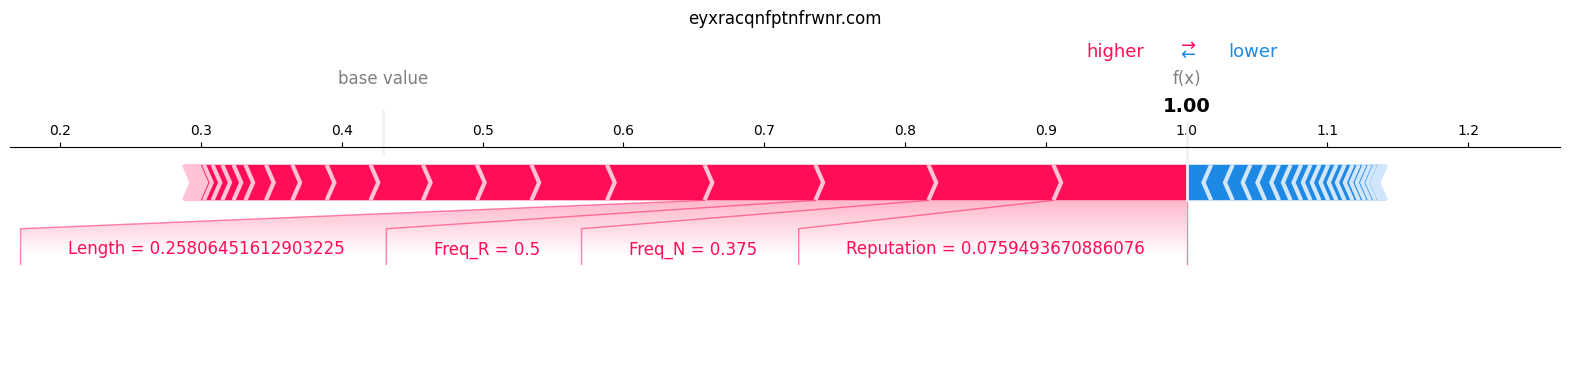 eyxracqnfptnfrwnr.com
higher → ← lower
base value f(x)
1.00
0.2 0.3 0.4 0.5 0.6 0.7 0.8 0.9 1.0 1.1 1.2
Length = 0.25806451612903225 Freq_R = 0.5 Freq_N = 0.375 Reputation = 0.0759493670886076